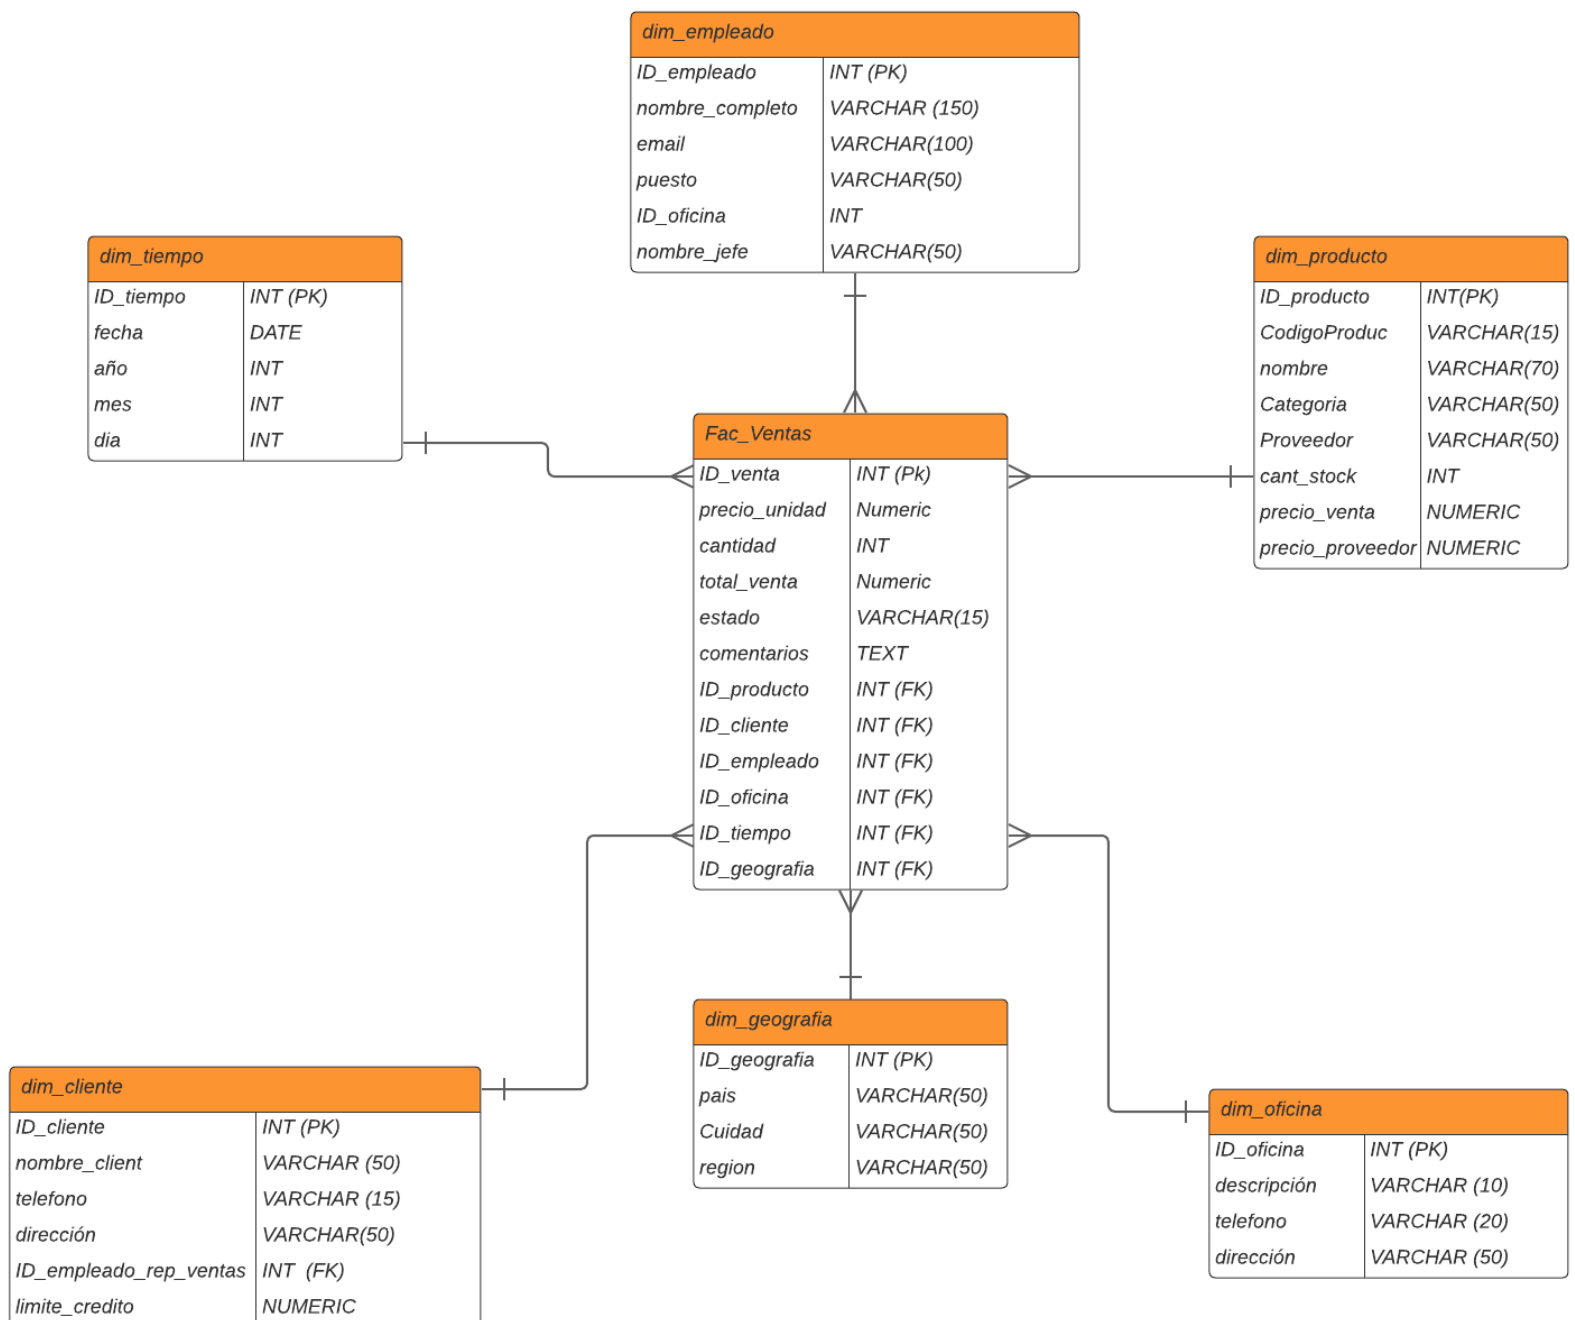 dim_empleado
ID_empleado INT (PK)
nombre_completo VARCHAR (150)
email VARCHAR(100)
puesto VARCHAR(50)
ID_oficina INT
nombre_jefe VARCHAR(50)
dim_tiempo
ID_tiempo INT (PK)
fecha DATE
año INT
mes INT
dia INT
dim_producto
ID_producto INT(PK)
CodigoProduc VARCHAR(15)
nombre VARCHAR(70)
Categoria VARCHAR(50)
Proveedor VARCHAR(50)
cant_stock INT
precio_venta NUMERIC
precio_proveedor NUMERIC
Fac_Ventas
ID_venta INT (Pk)
precio_unidad Numeric
cantidad INT
total_venta Numeric
estado VARCHAR(15)
comentarios TEXT
ID_producto INT (FK)
ID_cliente INT (FK)
ID_empleado INT (FK)
ID_oficina INT (FK)
ID_tiempo INT (FK)
ID_geografia INT (FK)
dim_geografia
ID_geografia INT (PK)
pais VARCHAR(50)
Cuidad VARCHAR(50)
region VARCHAR(50)
dim_cliente
ID_cliente INT (PK)
nombre_client VARCHAR (50)
telefono VARCHAR (15)
dirección VARCHAR(50)
ID_empleado_rep_ventas INT (FK)
limite_credito NUMERIC
dim_oficina
ID_oficina INT (PK)
descripción VARCHAR (10)
telefono VARCHAR (20)
dirección VARCHAR (50)